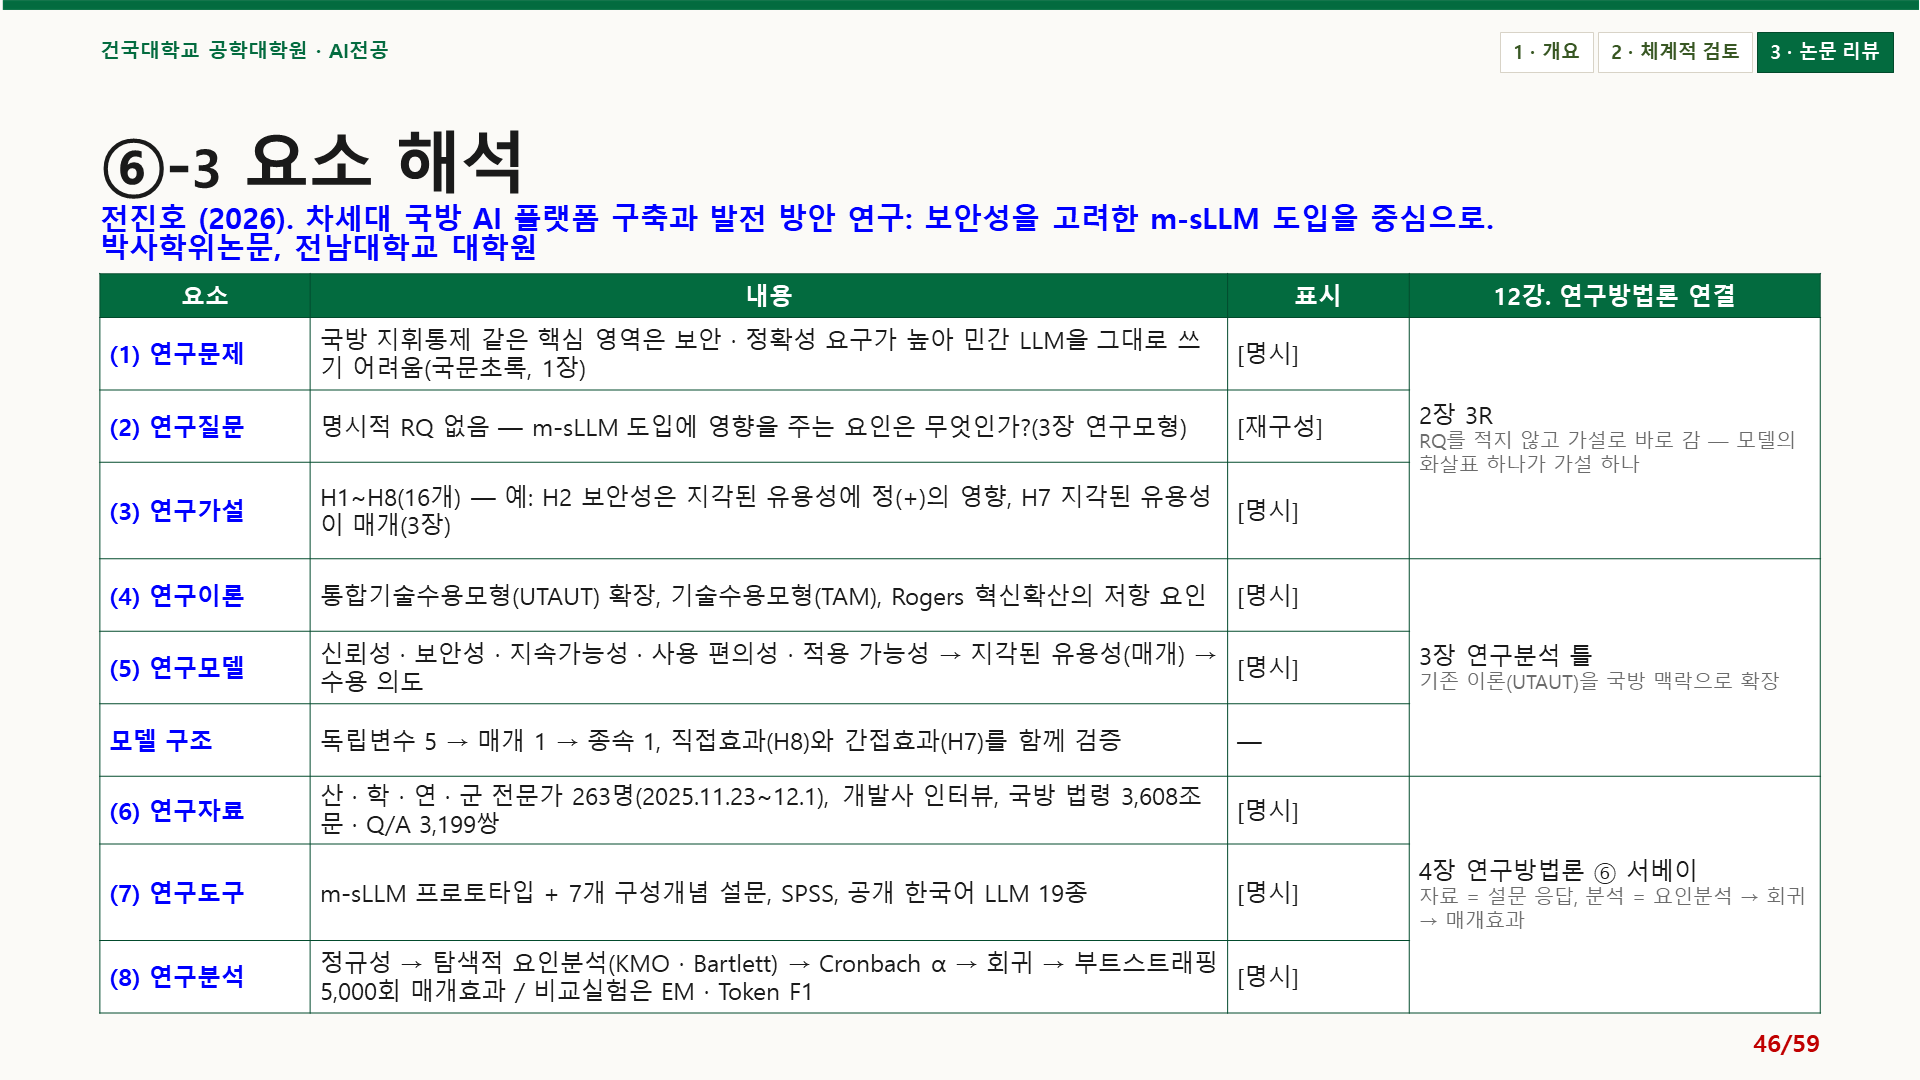 건국대학교 공학대학원 · AI전공
1 · 개요
2 · 체계적 검토
3 · 논문 리뷰
⑥-3 요소 해석
전진호 (2026). 차세대 국방 AI 플랫폼 구축과 발전 방안 연구: 보안성을 고려한 m-sLLM 도입을 중심으로.
박사학위논문, 전남대학교 대학원
요소
내용
표시
12강. 연구방법론 연결
(1) 연구문제
국방 지휘통제 같은 핵심 영역은 보안 · 정확성 요구가 높아 민간 LLM을 그대로 쓰
기 어려움(국문초록, 1장)
[명시]
2장 3R
RQ를 적지 않고 가설로 바로 감 — 모델의
화살표 하나가 가설 하나
(2) 연구질문
명시적 RQ 없음 — m-sLLM 도입에 영향을 주는 요인은 무엇인가?(3장 연구모형)
[재구성]
(3) 연구가설
H1~H8(16개) — 예: H2 보안성은 지각된 유용성에 정(+)의 영향, H7 지각된 유용성
이 매개(3장)
[명시]
(4) 연구이론
통합기술수용모형(UTAUT) 확장, 기술수용모형(TAM), Rogers 혁신확산의 저항 요인
[명시]
3장 연구분석 틀
기존 이론(UTAUT)을 국방 맥락으로 확장
(5) 연구모델
신뢰성 · 보안성 · 지속가능성 · 사용 편의성 · 적용 가능성 → 지각된 유용성(매개) →
수용 의도
[명시]
모델 구조
독립변수 5 → 매개 1 → 종속 1, 직접효과(H8)와 간접효과(H7)를 함께 검증
—
(6) 연구자료
산 · 학 · 연 · 군 전문가 263명(2025.11.23~12.1), 개발사 인터뷰, 국방 법령 3,608조
문 · Q/A 3,199쌍
[명시]
4장 연구방법론 ⑥ 서베이
자료 = 설문 응답, 분석 = 요인분석 → 회귀
→ 매개효과
(7) 연구도구
m-sLLM 프로토타입 + 7개 구성개념 설문, SPSS, 공개 한국어 LLM 19종
[명시]
(8) 연구분석
정규성 → 탐색적 요인분석(KMO · Bartlett) → Cronbach α → 회귀 → 부트스트래핑
5,000회 매개효과 / 비교실험은 EM · Token F1
[명시]
46/59